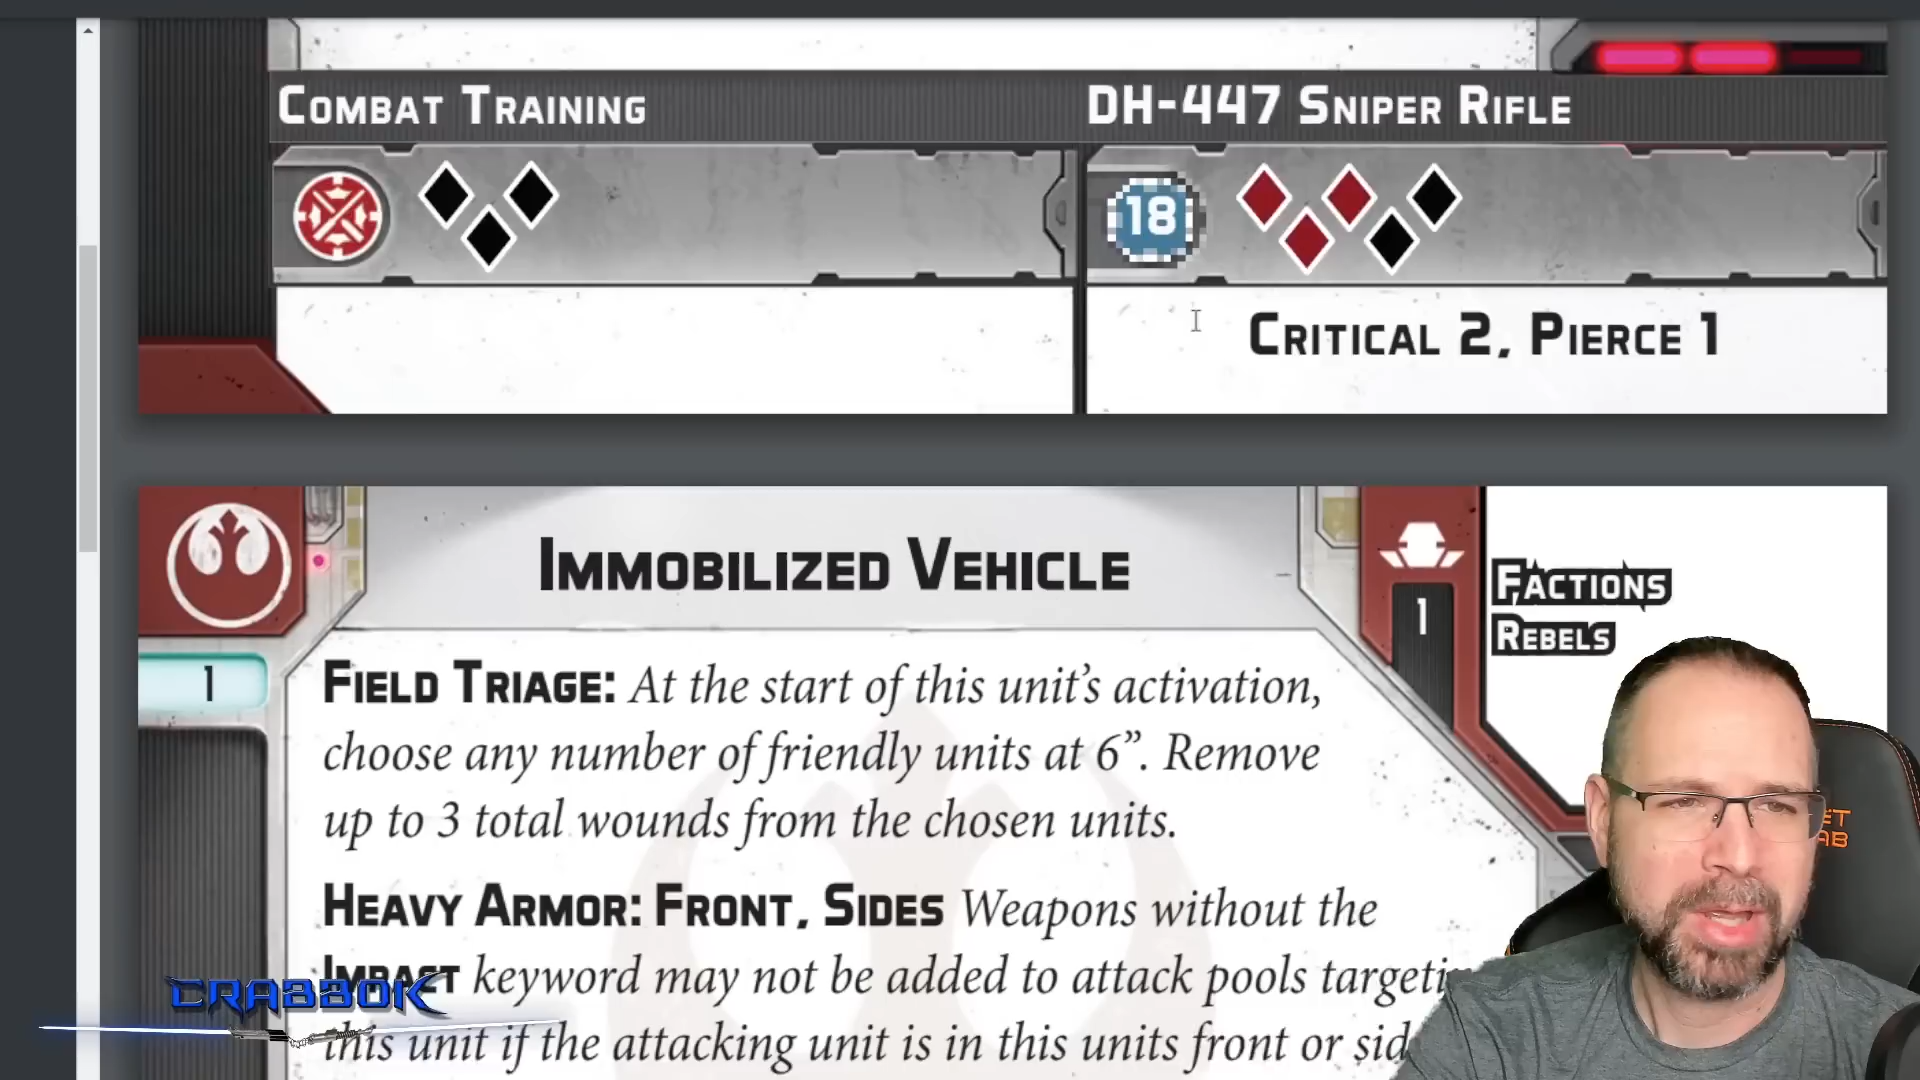 COMBAT TRAINING
DH-447 SNIPER RIFLE
18
CRITICAL 2, PIERCE 1
IMMOBILIZED VEHICLE
1
FACTIONS
REBELS
1
FIELD TRIAGE: At the start of this unit’s activation,
choose any number of friendly units at 6”. Remove
up to 3 total wounds from the chosen units.
HEAVY ARMOR: FRONT, SIDES Weapons without the
IMPACT keyword may not be added to attack pools
this unit if the attacking unit is in this units front or
CRABBOK